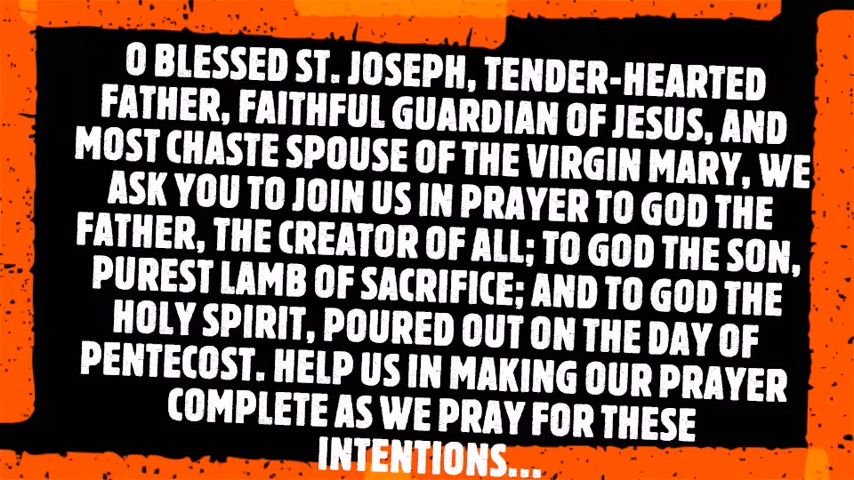 O BLESSED ST. JOSEPH, TENDER-HEARTED
FATHER, FAITHFUL GUARDIAN OF JESUS, AND
MOST CHASTE SPOUSE OF THE VIRGIN MARY, WE
ASK YOU TO JOIN US IN PRAYER TO GOD THE
FATHER, THE CREATOR OF ALL; TO GOD THE SON,
PUREST LAMB OF SACRIFICE; AND TO GOD THE
HOLY SPIRIT, POURED OUT ON THE DAY OF
PENTECOST. HELP US IN MAKING OUR PRAYER
COMPLETE AS WE PRAY FOR THESE
INTENTIONS...